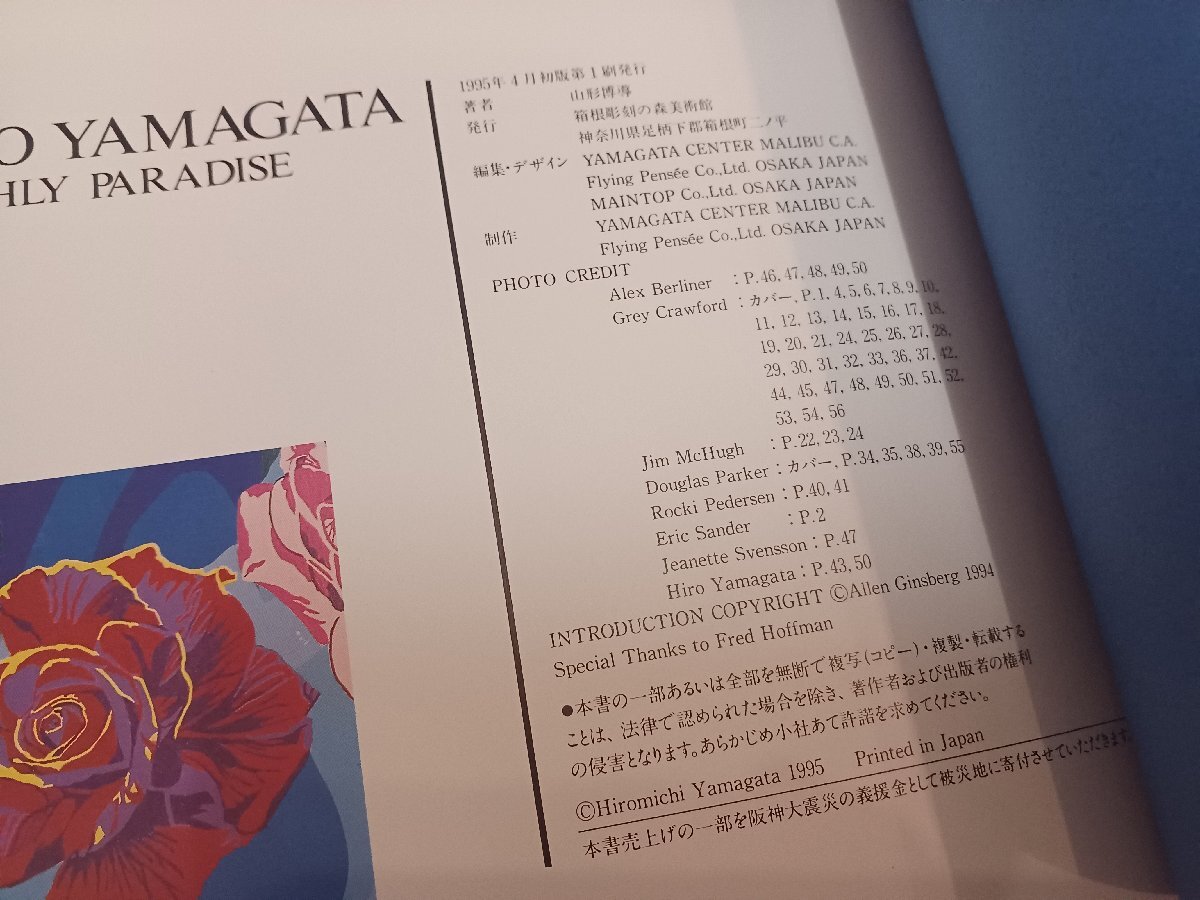 O YAMAGATA
HLY PARADISE
1995年4月初版第1刷発行
著者 山形博導
発行 箱根彫刻の森美術館
神奈川県足柄下郡箱根町二ノ平
編集・デザイン YAMAGATA CENTER MALIBU C.A.
Flying Pensée Co.,Ltd. OSAKA JAPAN
MAINTOP Co.,Ltd. OSAKA JAPAN
制作 YAMAGATA CENTER MALIBU C.A.
Flying Pensée Co.,Ltd. OSAKA JAPAN
PHOTO CREDIT
Alex Berliner : P.46, 47, 48, 49, 50
Grey Crawford : カバー, P.1, 4, 5, 6, 7, 8, 9, 10,
11, 12, 13, 14, 15, 16, 17, 18,
19, 20, 21, 24, 25, 26, 27, 28,
29, 30, 31, 32, 33, 36, 37, 42,
44, 45, 47, 48, 49, 50, 51, 52,
53, 54, 56
Jim McHugh : P.22, 23, 24
Douglas Parker : カバー, P.34, 35, 38, 39, 55
Rocki Pedersen : P.40, 41
Eric Sander : P.2
Jeanette Svensson : P.47
Hiro Yamagata : P.43, 50
INTRODUCTION COPYRIGHT ©Allen Ginsberg 1994
Special Thanks to Fred Hoffman
●本書の一部あるいは全部を無断で複写(コピー)・複製・転載する
ことは、法律で認められた場合を除き、著作者および出版者の権利
の侵害となります。あらかじめ小社あて許諾を求めてください。
©Hiromichi Yamagata 1995 Printed in Japan
本書売上げの一部を阪神大震災の義援金として被災地に寄付させていただきます。